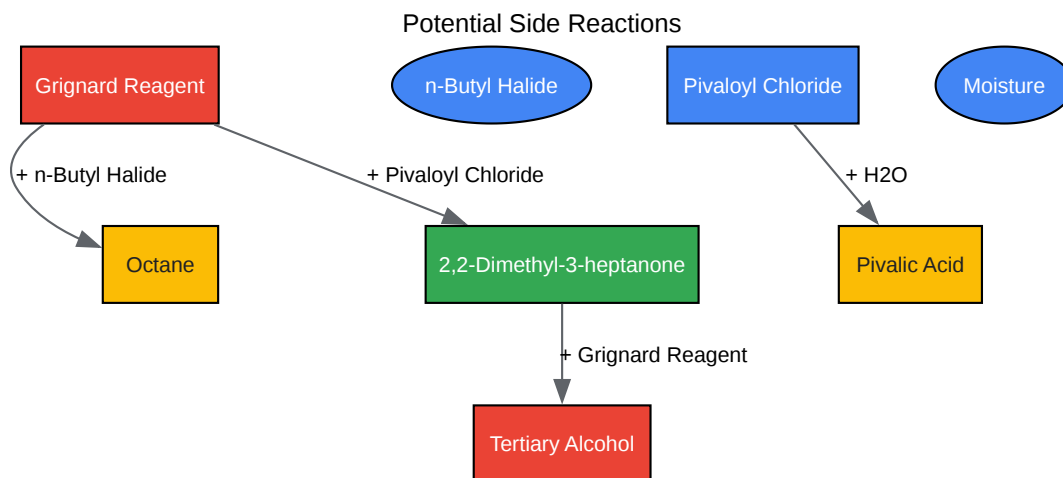 Potential Side Reactions
Grignard Reagent
n-Butyl Halide
Pivaloyl Chloride
Moisture
+ n-Butyl Halide
+ Pivaloyl Chloride
+ H2O
Octane
2,2-Dimethyl-3-heptanone
Pivalic Acid
+ Grignard Reagent
Tertiary Alcohol